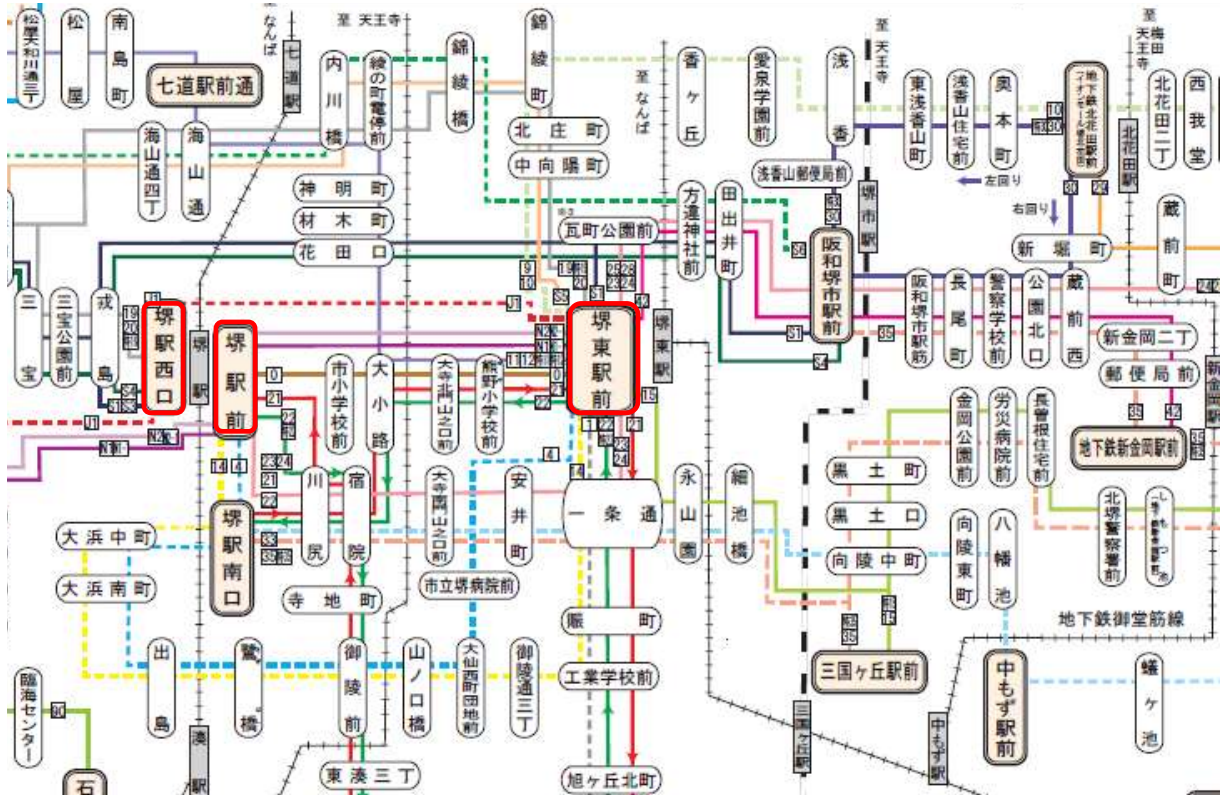 松屋大和川通三丁
松屋
南島町
七道駅前通
至 なんば
七道駅
至 天王寺
内川橋
綾の町電停前
錦綾橋
錦綾町
至 なんば
香ヶ丘
愛泉学園前
浅香
至 天王寺
東浅香山町
浅香山住宅前
奥本町
地下鉄北花田駅前
至 梅田
天王寺
北花田駅
北花田二丁
西我堂
海山通四丁
海山通
北庄町
中向陽町
神明町
材木町
花田口
瓦町公園前
方違神社前
田出井町
浅香山郵便局前
堺市駅
左回り
右回り
新堀町
蔵前町
三宝
三宝公園前
戎島
堺駅西口
堺駅
堺駅前
堺東駅前
堺東駅
阪和堺市駅前
阪和堺市駅筋
長尾町
警察学校前
公園北口
蔵前西
新金岡二丁
郵便局前
地下鉄新金岡駅前
新金岡駅
市小学校前
大小路
大寺北門山之口前
熊野小学校前
金岡公園前
労災病院前
長曽根住宅前
黒土町
黒土口
向陵中町
向陵東町
八幡池
北堺警察署前
大浜中町
大浜南町
堺駅南口
川尻
宿院
大寺南門山之口前
安井町
一条通
永山園
細池橋
市立堺病院前
寺地町
賑町
地下鉄御堂筋線
臨海センター
出島
鷺橋
御陵前
山ノ口橋
大仙西町団地前
御陵通三丁
工業学校前
三国ヶ丘駅前
三国ヶ丘駅
中もず駅
中もず駅前
蟻ヶ池
石
湊駅
東湊三丁
旭ヶ丘北町